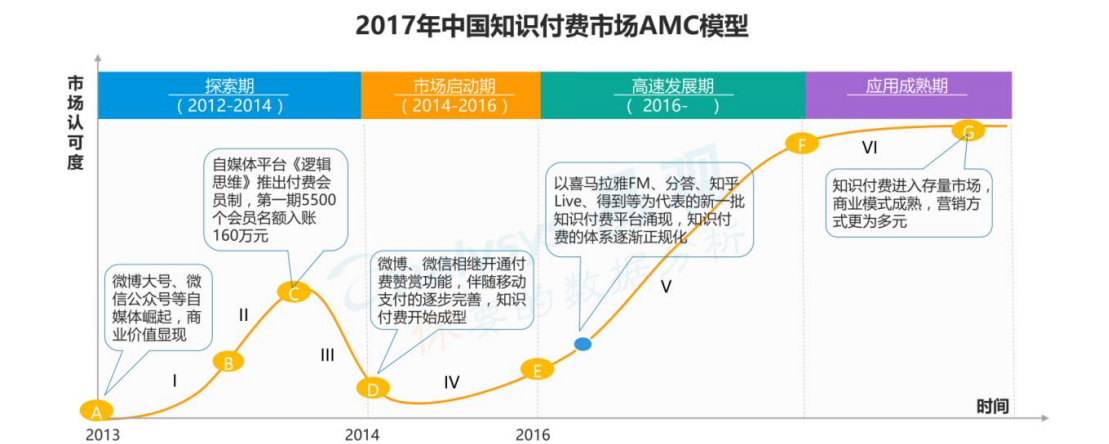 2017年中国知识付费市场AMC模型
市场认可度
探索期
（2012-2014）
市场启动期
（2014-2016）
高速发展期
（2016-　）
应用成熟期
自媒体平台《逻辑
思维》推出付费会
员制，第一期5500
个会员名额入账
160万元
微博大号、微
信公众号等自
媒体崛起，商
业价值显现
微博、微信相继开通付
费赞赏功能，伴随移动
支付的逐步完善，知识
付费开始成型
以喜马拉雅FM、分答、知乎
Live、得到等为代表的新一批
知识付费平台涌现，知识付
费的体系逐渐正规化
知识付费进入存量市场，
商业模式成熟，营销方
式更为多元
A
I
B
II
C
III
D
IV
E
V
F
VI
G
时间
2013
2014
2016